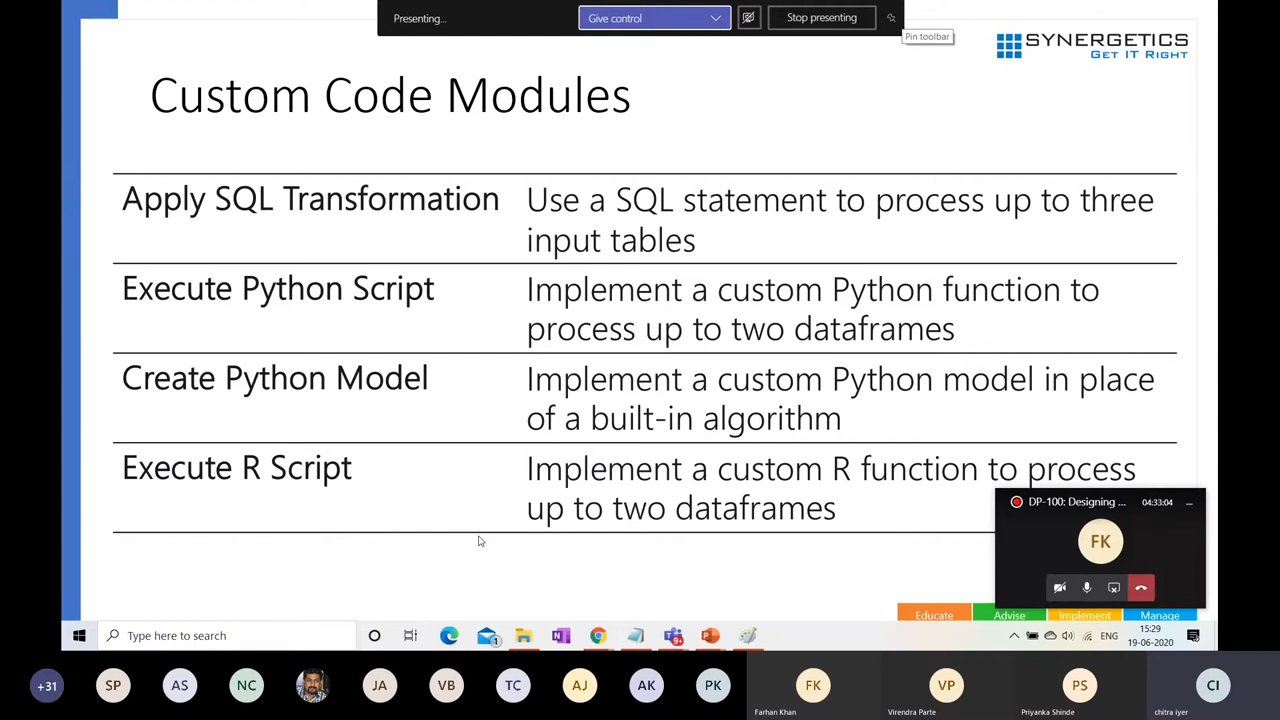 Presenting...
Give control
Stop presenting
Pin toolbar
SYNERGETICS
GET IT RIGHT
Custom Code Modules
Apply SQL Transformation
Use a SQL statement to process up to three
input tables
Execute Python Script
Implement a custom Python function to
process up to two dataframes
Create Python Model
Implement a custom Python model in place
of a built-in algorithm
Execute R Script
Implement a custom R function to process
up to two dataframes
DP-100: Designing ...
04:33:04
FK
Educate
Advise
Implement
Manage
Type here to search
1
9+
ENG
15:29
19-06-2020
+31
SP
AS
NC
JA
VB
TC
AJ
AK
PK
FK
VP
PS
CI
Farhan Khan
Virendra Parte
Priyanka Shinde
chitra iyer